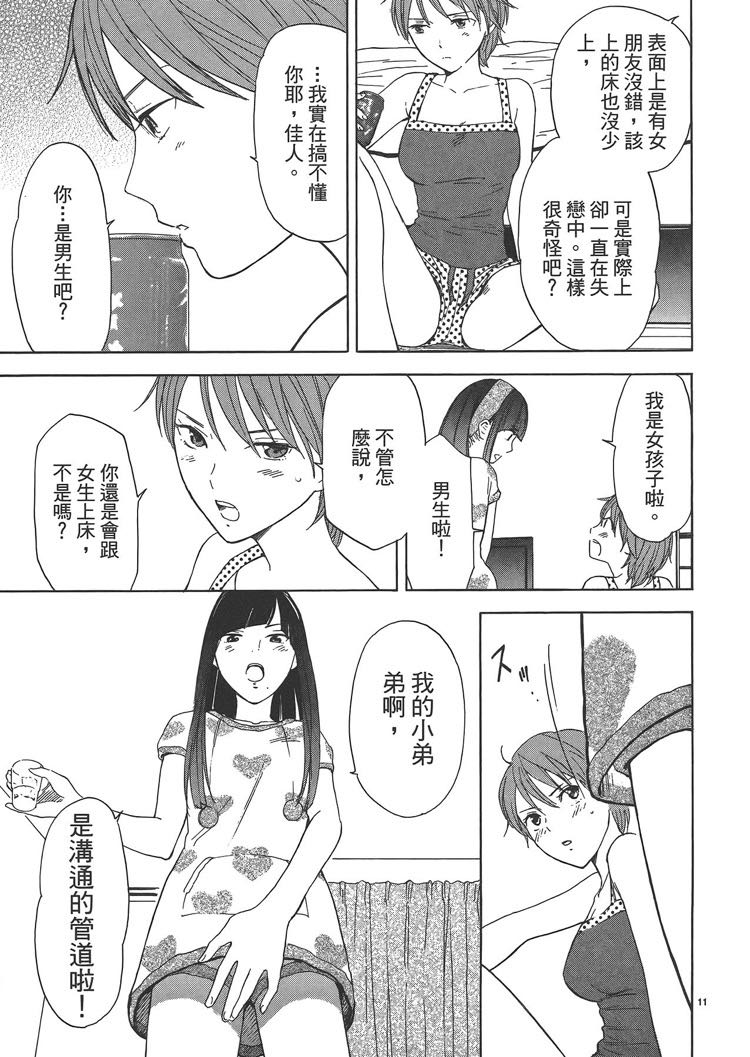 表面上是有女
朋友沒錯，該
上的床也沒少
上，
可是實際上
卻一直在失
戀中。這樣
很奇怪吧？
…我實在搞不懂
你耶，佳人。
你…是男生吧？
我是女孩子啦。
男生啦！
不管怎
麼說，
你還是會跟
女生上床，
不是嗎？
我的小弟
弟啊，
是溝通的管道啦！
11